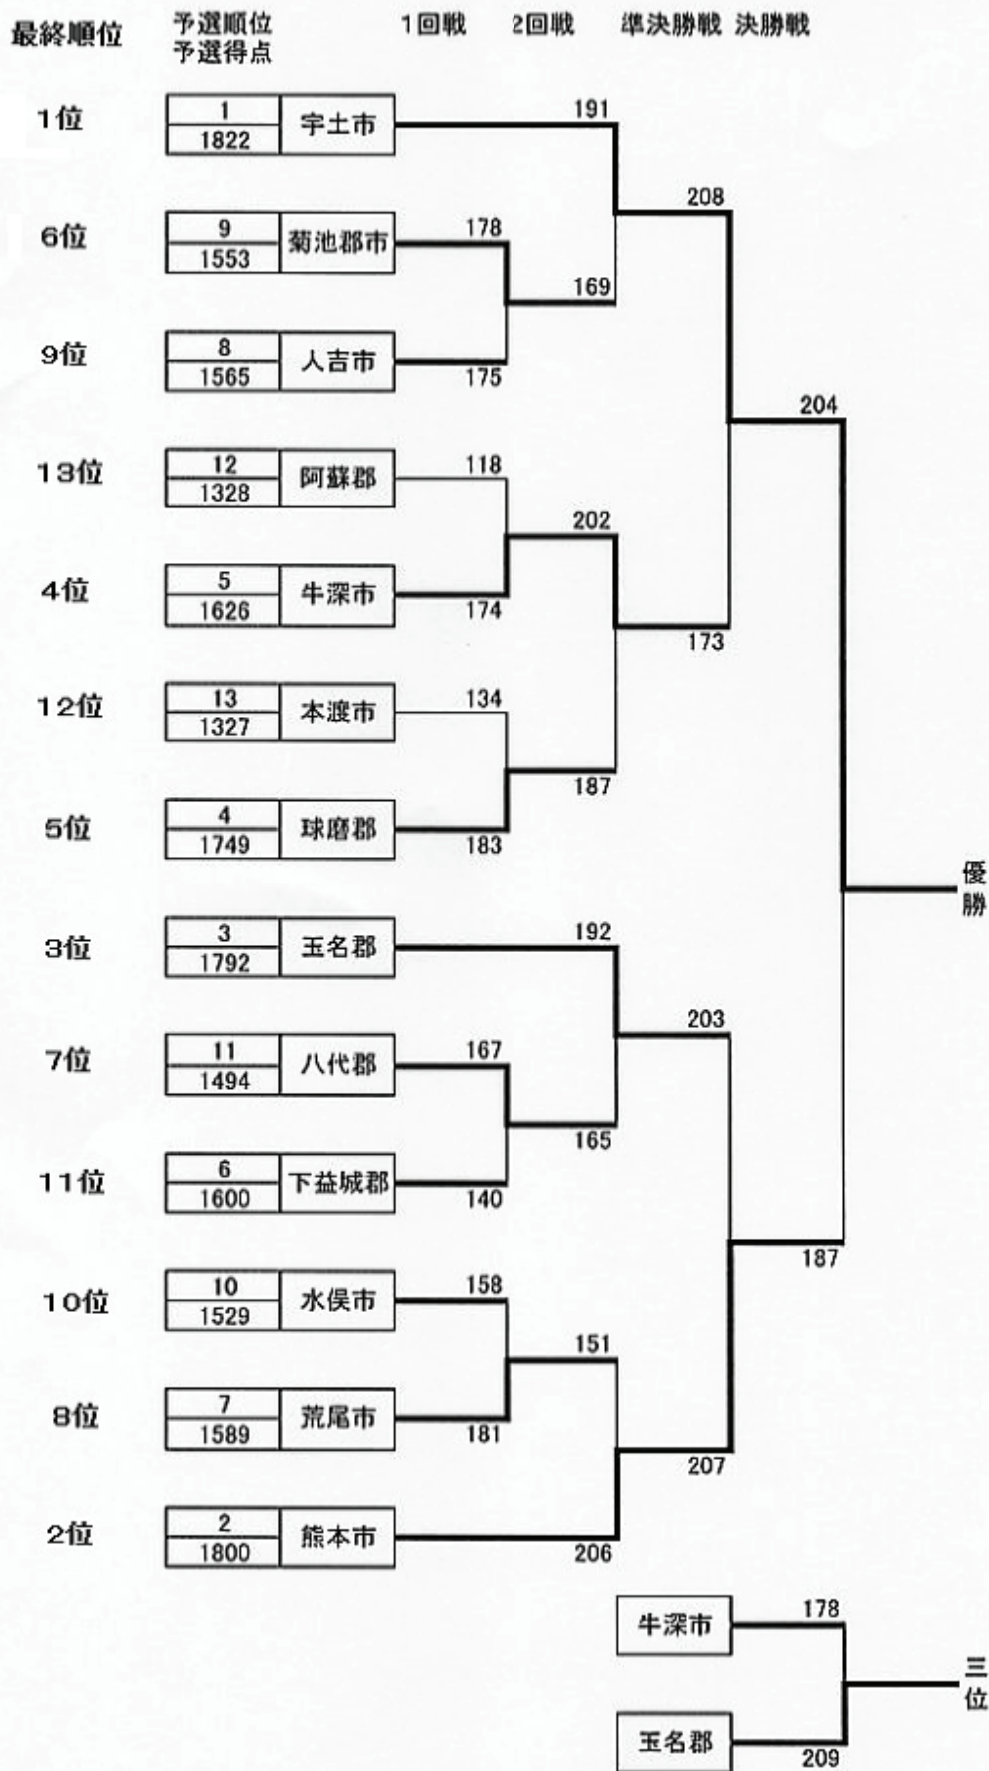 最終順位 予選順位 1回戦 2回戦 準決勝戦 決勝戦
予選得点
1位 1 宇土市 191
1822
208
6位 9 菊池郡市 178
1553
169
9位 8 人吉市
1565 175
204
13位 12 阿蘇郡 118
1328
202
4位 5 牛深市
1626 174
173
12位 13 本渡市 134
1327
187
5位 4 球磨郡
1749 183
優勝
3位 3 玉名郡 192
1792
203
7位 11 八代郡 167
1494
165
11位 6 下益城郡
1600 140
187
10位 10 水俣市 158
1529
151
8位 7 荒尾市
1589 181
207
2位 2 熊本市
1800 206
牛深市 178
三位
玉名郡 209